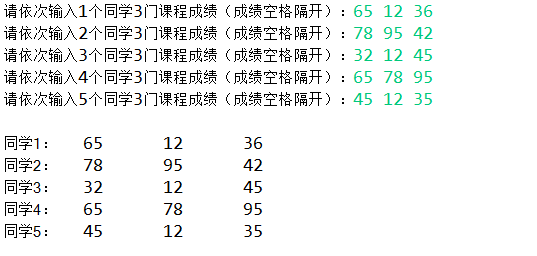 请依次输入1个同学3门课程成绩（成绩空格隔开）：65 12 36
请依次输入2个同学3门课程成绩（成绩空格隔开）：78 95 42
请依次输入3个同学3门课程成绩（成绩空格隔开）：32 12 45
请依次输入4个同学3门课程成绩（成绩空格隔开）：65 78 95
请依次输入5个同学3门课程成绩（成绩空格隔开）：45 12 35
同学1： 65 12 36
同学2： 78 95 42
同学3： 32 12 45
同学4： 65 78 95
同学5： 45 12 35